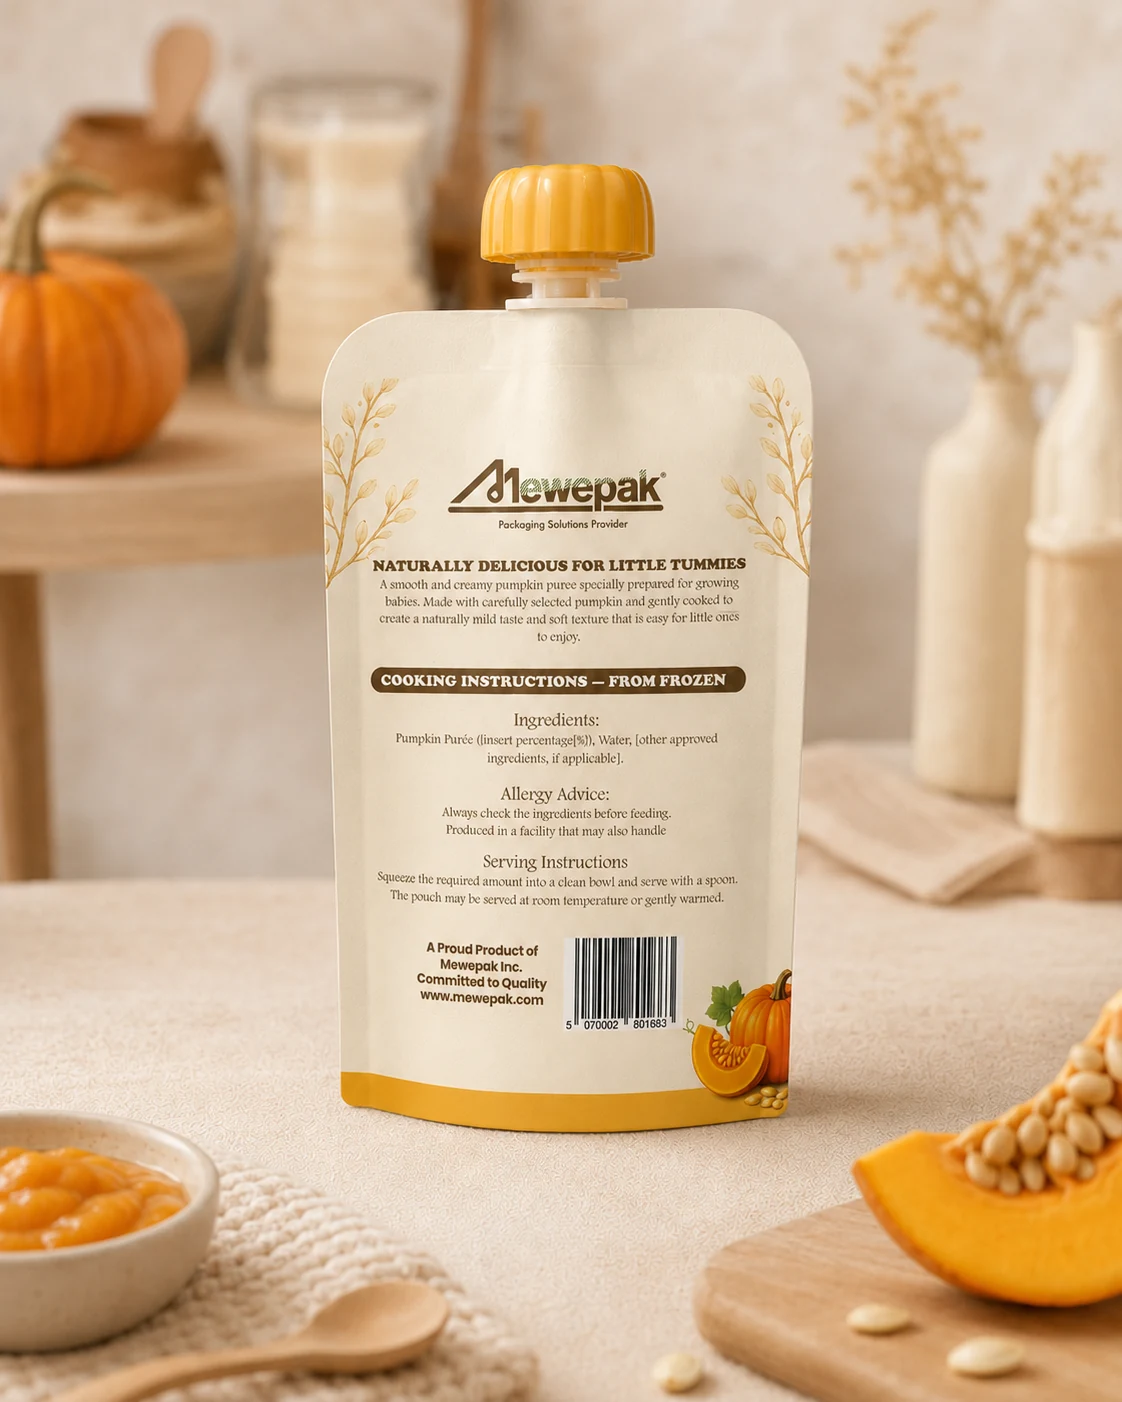 Mewepak®
Packaging Solutions Provider
NATURALLY DELICIOUS FOR LITTLE TUMMIES
A smooth and creamy pumpkin puree specially prepared for growing
babies. Made with carefully selected pumpkin and gently cooked to
create a naturally mild taste and soft texture that is easy for little ones
to enjoy.
COOKING INSTRUCTIONS — FROM FROZEN
Ingredients:
Pumpkin Purée ([insert percentage[%]), Water, [other approved
ingredients, if applicable].
Allergy Advice:
Always check the ingredients before feeding.
Produced in a facility that may also handle
Serving Instructions
Squeeze the required amount into a clean bowl and serve with a spoon.
The pouch may be served at room temperature or gently warmed.
A Proud Product of
Mewepak Inc.
Committed to Quality
www.mewepak.com
5 070002 801683